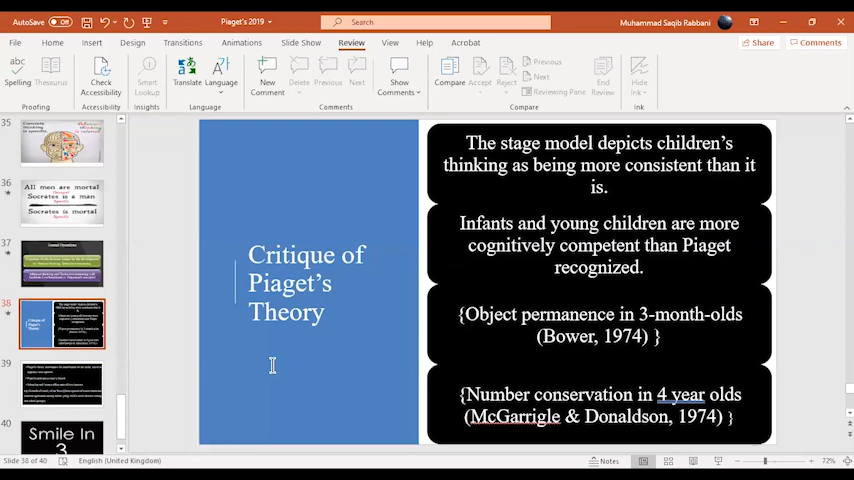 AutoSave Off Piaget's 2019 Search Muhammad Saqib Rabbani
File Home Insert Draw Design Transitions Animations Slide Show Review View Help Acrobat Share Comments
Spelling Thesaurus Check Accessibility Smart Lookup Translate Language New Comment Delete Previous Next Show Comments Compare Accept Reject Previous Next Reviewing Pane End Review Hide Ink
Proofing Accessibility Insights Language Comments Compare Ink
35
36
All men are mortal
Socrates is a man
Socrates is mortal
37
38
39
40
Smile In
3
Critique of
Piaget's
Theory
The stage model depicts children's
thinking as being more consistent than it
is.
Infants and young children are more
cognitively competent than Piaget
recognized.
{Object permanence in 3-month-olds
(Bower, 1974) }
{Number conservation in 4 year olds
(McGarrigle & Donaldson, 1974) }
Slide 38 of 40 English (United Kingdom) Notes 72%